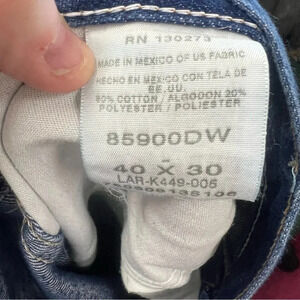 RN 130273
MADE IN MEXICO OF US FABRIC
HECHO EN MEXICO CON TELA DE
EE.UU.
80% COTTON / ALGODON 20%
POLYESTER / POLIESTER
85900DW
-
40 X 30
LAR-K449-005